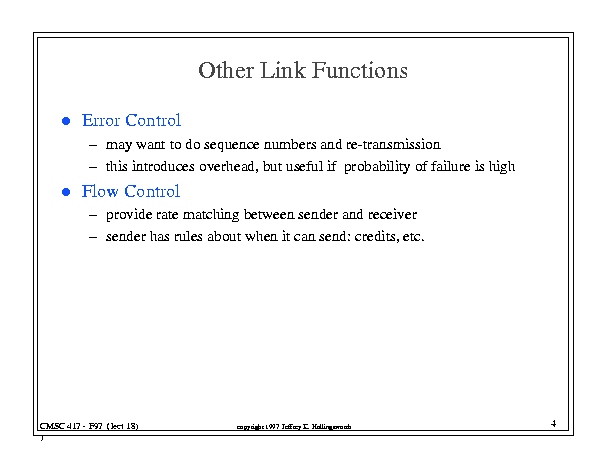 Other Link Functions
● Error Control
– may want to do sequence numbers and re-transmission
– this introduces overhead, but useful if probability of failure is high
● Flow Control
– provide rate matching between sender and receiver
– sender has rules about when it can send: credits, etc.
CMSC 417 - F97 (lect 18) copyright 1997 Jeffrey K. Hollingsworth 4
)